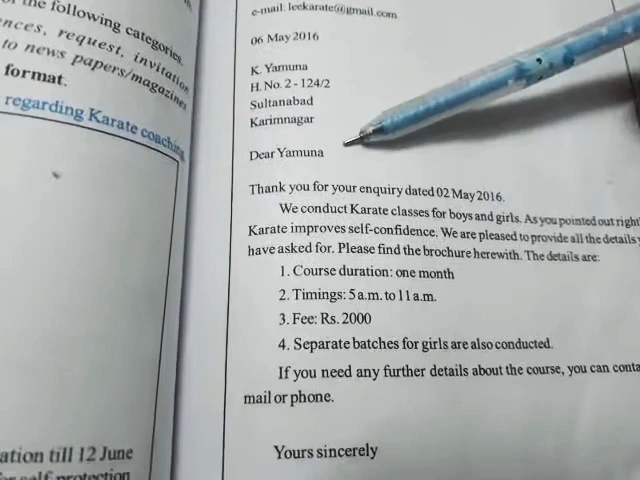 the following categories.
nces, request, invitation
to news papers/magazines
format.
regarding Karate coaching
ation till 12 June
for self protection
e-mail: leekarate@gmail.com
06 May 2016
K. Yamuna
H. No. 2 - 124/2
Sultanabad
Karimnagar
Dear Yamuna
Thank you for your enquiry dated 02 May 2016.
We conduct Karate classes for boys and girls. As you pointed out right
Karate improves self-confidence. We are pleased to provide all the details
have asked for. Please find the brochure herewith. The details are:
1. Course duration: one month
2. Timings: 5 a.m. to 11 a.m.
3. Fee: Rs. 2000
4. Separate batches for girls are also conducted.
If you need any further details about the course, you can conta
mail or phone.
Yours sincerely